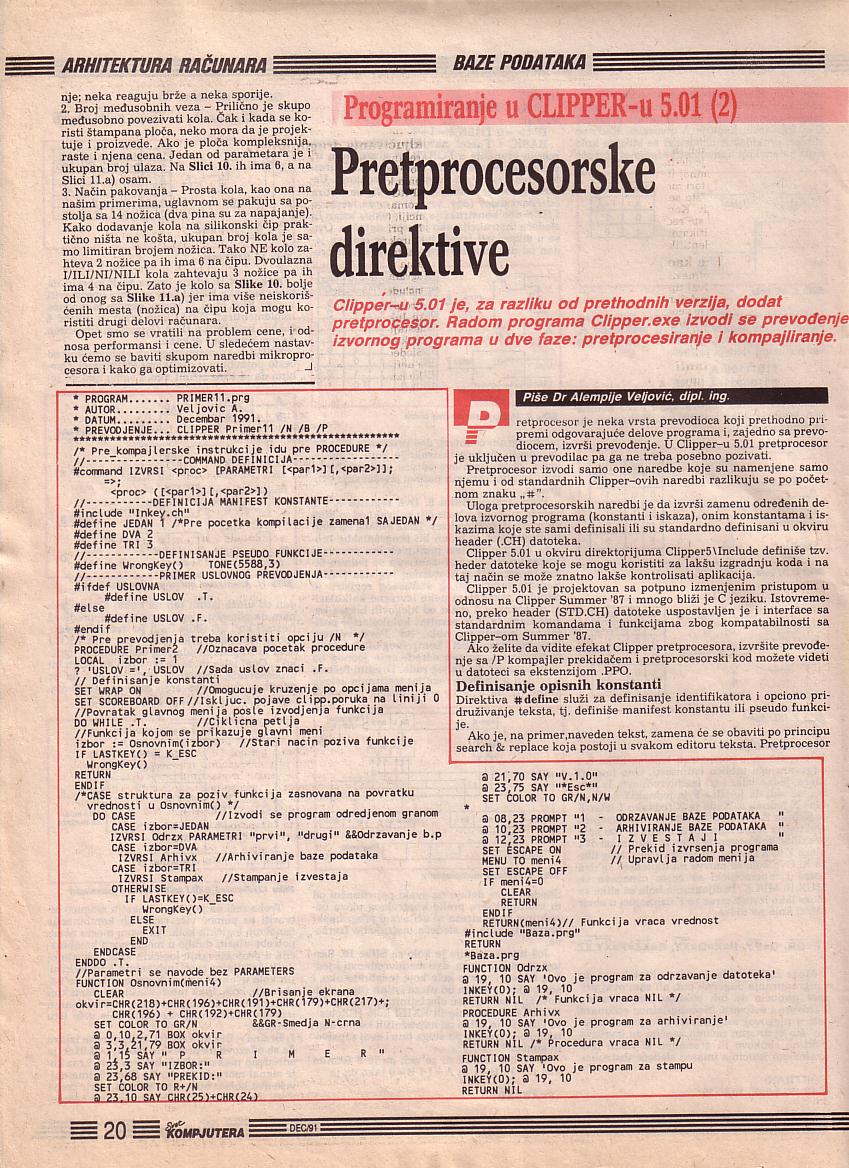 ARHITEKTURA RAČUNARA
BAZE PODATAKA
nje; neka reaguju brže a neka sporije.
2. Broj međusobnih veza – Prilično je skupo
međusobno povezivati kola. Čak i kada se ko-
risti štampana ploča, neko mora da je projek-
tuje i proizvede. Ako je ploča kompleksnija,
raste i njena cena. Jedan od parametara je i
ukupan broj ulaza. Na Slici 10. ih ima 6, a na
Slici 11.a) osam.
3. Način pakovanja – Prosta kola, kao ona na
našim primerima, uglavnom se pakuju sa po-
stolja sa 14 nožica (dva pina su za napajanje).
Kako dodavanje kola na silikonski čip prak-
tično ništa ne košta, ukupan broj kola je sa-
mo limitiran brojem nožica. Tako NE kolo za-
hteva 2 nožice pa ih ima 6 na čipu. Dvoulazna
I/ILI/NI/NILI kola zahtevaju 3 nožice pa ih
ima 4 na čipu. Zato je kolo sa Slike 10. bolje
od onog sa Slike 11.a) jer ima više neiskoriš-
ćenih mesta (nožica) na čipu koja mogu ko-
ristiti drugi delovi računara.
Opet smo se vratili na problem cene, i od-
nosa performansi i cene. U sledećem nastav-
ku ćemo se baviti skupom naredbi mikropro-
cesora i kako ga optimizovati.
Programiranje u CLIPPER-u 5.01 (2)
Pretprocesorske
direktive
Clipper–u 5.01 je, za razliku od prethodnih verzija, dodat
pretprocesor. Radom programa Clipper.exe izvodi se prevođenje
izvornog programa u dve faze: pretprocesiranje i kompajliranje.
* PROGRAM....... PRIMER11.prg
* AUTOR......... Veljovic A.
* DATUM......... Decembar 1991.
* PREVODJENJE... CLIPPER Primer11 /N /B /P
**************************************************
/* Pre kompajlerske instrukcije idu pre PROCEDURE */
//---------------COMMAND DEFINICIJA---------------
#command IZVRSI <proc> [PARAMETRI [<par1>][,<par2>]];
=>;
<proc> ([<par1>][,<par2>])
//----------DEFINICIJA MANIFEST KONSTANTE-----------
#include "Inkey.ch"
#define JEDAN 1 /*Pre pocetka kompilacije zamena1 SAJEDAN */
#define DVA 2
#define TRI 3
//-----------DEFINISANJE PSEUDO FUNKCIJE-----------
#define WrongKey() TONE(5588,3)
//-----------PRIMER USLOVNOG PREVODJENJA-----------
#ifdef USLOVNA
#define USLOV .T.
#else
#define USLOV .F.
#endif
/* Pre prevodjenja treba koristiti opciju /N */
PROCEDURE Primer2 //Oznacava pocetak procedure
LOCAL izbor := 1
? 'USLOV =', USLOV //Sada uslov znaci .F.
// Definisanje konstanti
SET WRAP ON //Omogucuje kruzenje po opcijama menija
SET SCOREBOARD OFF //Iskljuc. pojave clipp.poruka na liniji 0
//Povratak glavnog menija posle izvodjenja funkcija
DO WHILE .T. //Ciklicna petlja
//Funkcija kojom se prikazuje glavni meni
izbor := Osnovnim(izbor) //Stari nacin poziva funkcije
IF LASTKEY() = K_ESC
WrongKey()
RETURN
ENDIF
/*CASE struktura za poziv funkcija zasnovana na povratku
vrednosti u Osnovnim() */
DO CASE //Izvodi se program odredjenom granom
CASE izbor=JEDAN
IZVRSI Odrzx PARAMETRI "prvi", "drugi" &&Odrzavanje b.p
CASE izbor=DVA
IZVRSI Arhivx //Arhiviranje baze podataka
CASE izbor=TRI
IZVRSI Stampax //Stampanje izvestaja
OTHERWISE
IF LASTKEY()=K_ESC
WrongKey()
ELSE
EXIT
END
ENDCASE
ENDDO .T.
//Parametri se navode bez PARAMETERS
FUNCTION Osnovnim(meni4)
CLEAR //Brisanje ekrana
okvir=CHR(218)+CHR(196)+CHR(191)+CHR(179)+CHR(217)+;
CHR(196) + CHR(192)+CHR(179)
SET COLOR TO GR/N &&GR-Smedja N-crna
@ 0,10,2,71 BOX okvir
@ 3,3,21,79 BOX okvir
@ 1,15 SAY " P R I M E R "
@ 23,3 SAY "IZBOR:"
@ 23,68 SAY "PREKID:"
SET COLOR TO R+/N
@ 23,10 SAY CHR(25)+CHR(24)
Piše Dr Alempije Veljović, dipl. ing.
P
retprocesor je neka vrsta prevodioca koji prethodno pri-
premi odgovarajuće delove programa i, zajedno sa prevo-
diocem, izvrši prevođenje. U Clipper–u 5.01 pretprocesor
je uključen u prevodilac pa ga ne treba posebno pozivati.
Pretprocesor izvodi samo one naredbe koje su namenjene samo
njemu i od standardnih Clipper–ovih naredbi razlikuju se po počet-
nom znaku „#".
Uloga pretprocesorskih naredbi je da izvrši zamenu određenih de-
lova izvornog programa (konstanti i iskaza), onim konstantama i is-
kazima koje ste sami definisali ili su standardno definisani u okviru
header (.CH) datoteka.
Clipper 5.01 u okviru direktorijuma Clipper5\Include definiše tzv.
heder datoteke koje se mogu koristiti za lakšu izgradnju koda i na
taj način se može znatno lakše kontrolisati aplikacija.
Clipper 5.01 je projektovan sa potpuno izmenjenim pristupom u
odnosu na Clipper Summer '87 i mnogo bliži je C jeziku. Istovreme-
no, preko header (STD.CH) datoteke uspostavljen je i interface sa
standardnim komandama i funkcijama zbog kompatabilnosti sa
Clipper–om Summer '87.
Ako želite da vidite efekat Clipper pretprocesora, izvršite prevođe-
nje sa /P kompajler prekidačem i pretprocesorski kod možete videti
u datoteci sa ekstenzijom .PPO.
Definisanje opisnih konstanti
Direktiva #define služi za definisanje identifikatora i opciono pri-
druživanje teksta, tj. definiše manifest konstantu ili pseudo funkci-
je.
Ako je, na primer,naveden tekst, zamena će se obaviti po principu
search & replace koja postoji u svakom editoru teksta. Pretprocesor
@ 21,70 SAY "V.1.0"
@ 23,75 SAY "*Esc*"
SET COLOR TO GR/N,N/W
*
@ 08,23 PROMPT "1 - ODRZAVANJE BAZE PODATAKA "
@ 10,23 PROMPT "2 - ARHIVIRANJE BAZE PODATAKA "
@ 12,23 PROMPT "3 - I Z V E S T A J I "
SET ESCAPE ON // Prekid izvrsenja programa
MENU TO meni4 // Upravlja radom menija
SET ESCAPE OFF
IF meni4=0
CLEAR
RETURN
ENDIF
RETURN(meni4)// Funkcija vraca vrednost
#include "Baza.prg"
RETURN
*Baza.prg
FUNCTION Odrzx
@ 19, 10 SAY 'Ovo je program za odrzavanje datoteka'
INKEY(0); @ 19, 10
RETURN NIL /* Funkcija vraca NIL */
PROCEDURE Arhivx
@ 19, 10 SAY 'Ovo je program za arhiviranje'
INKEY(0); @ 19, 10
RETURN NIL /* Procedura vraca NIL */
FUNCTION Stampax
@ 19, 10 SAY 'Ovo je program za stampu
INKEY(0); @ 19, 10
RETURN NIL
20
Svet KOMPJUTERA
DEC/91